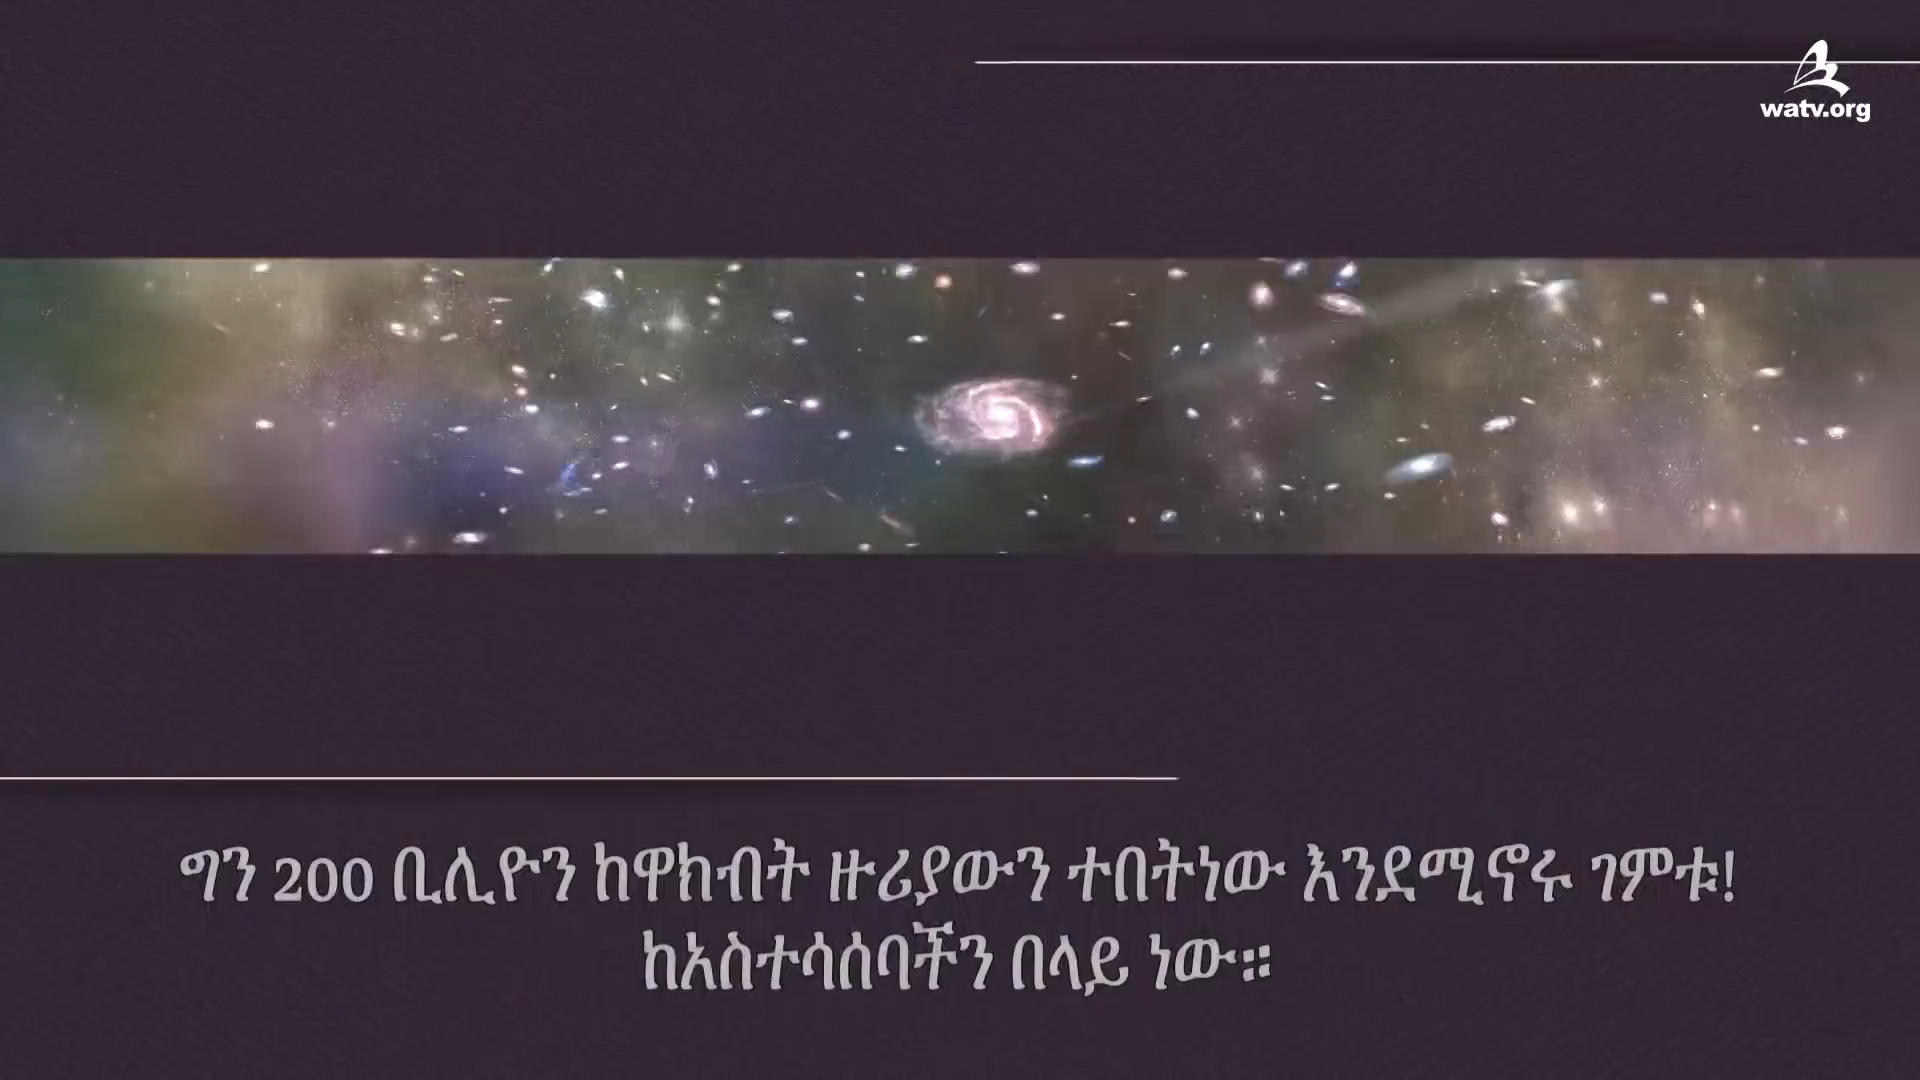 watv.org
ግን 200 ቢሊዮን ከዋክብት ዙሪያውን ተበትነው እንደሚኖሩ ገምቱ!
ከአስተሳሰባችን በላይ ነው።